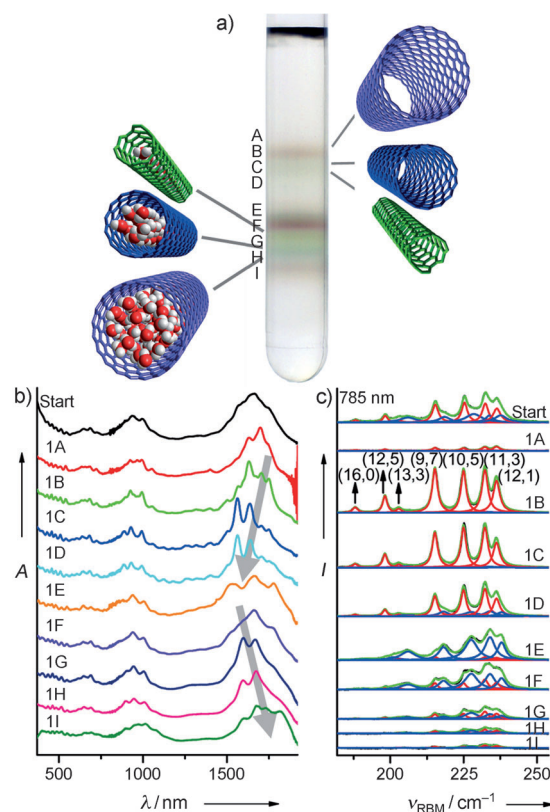 a)
A
B
C
D
E
F
G
H
I
b)
Start
1A
1B
1C
1D
1E
1F
1G
1H
1I
A
500 1000 1500
λ / nm
c)
785 nm
Start
1A
(12,5) (9,7) (10,5) (11,3)
(16,0) (13,3) (12,1)
1B
1C
1D
1E
1F
1G
1H
1I
I
200 225 250
νRBM / cm⁻¹